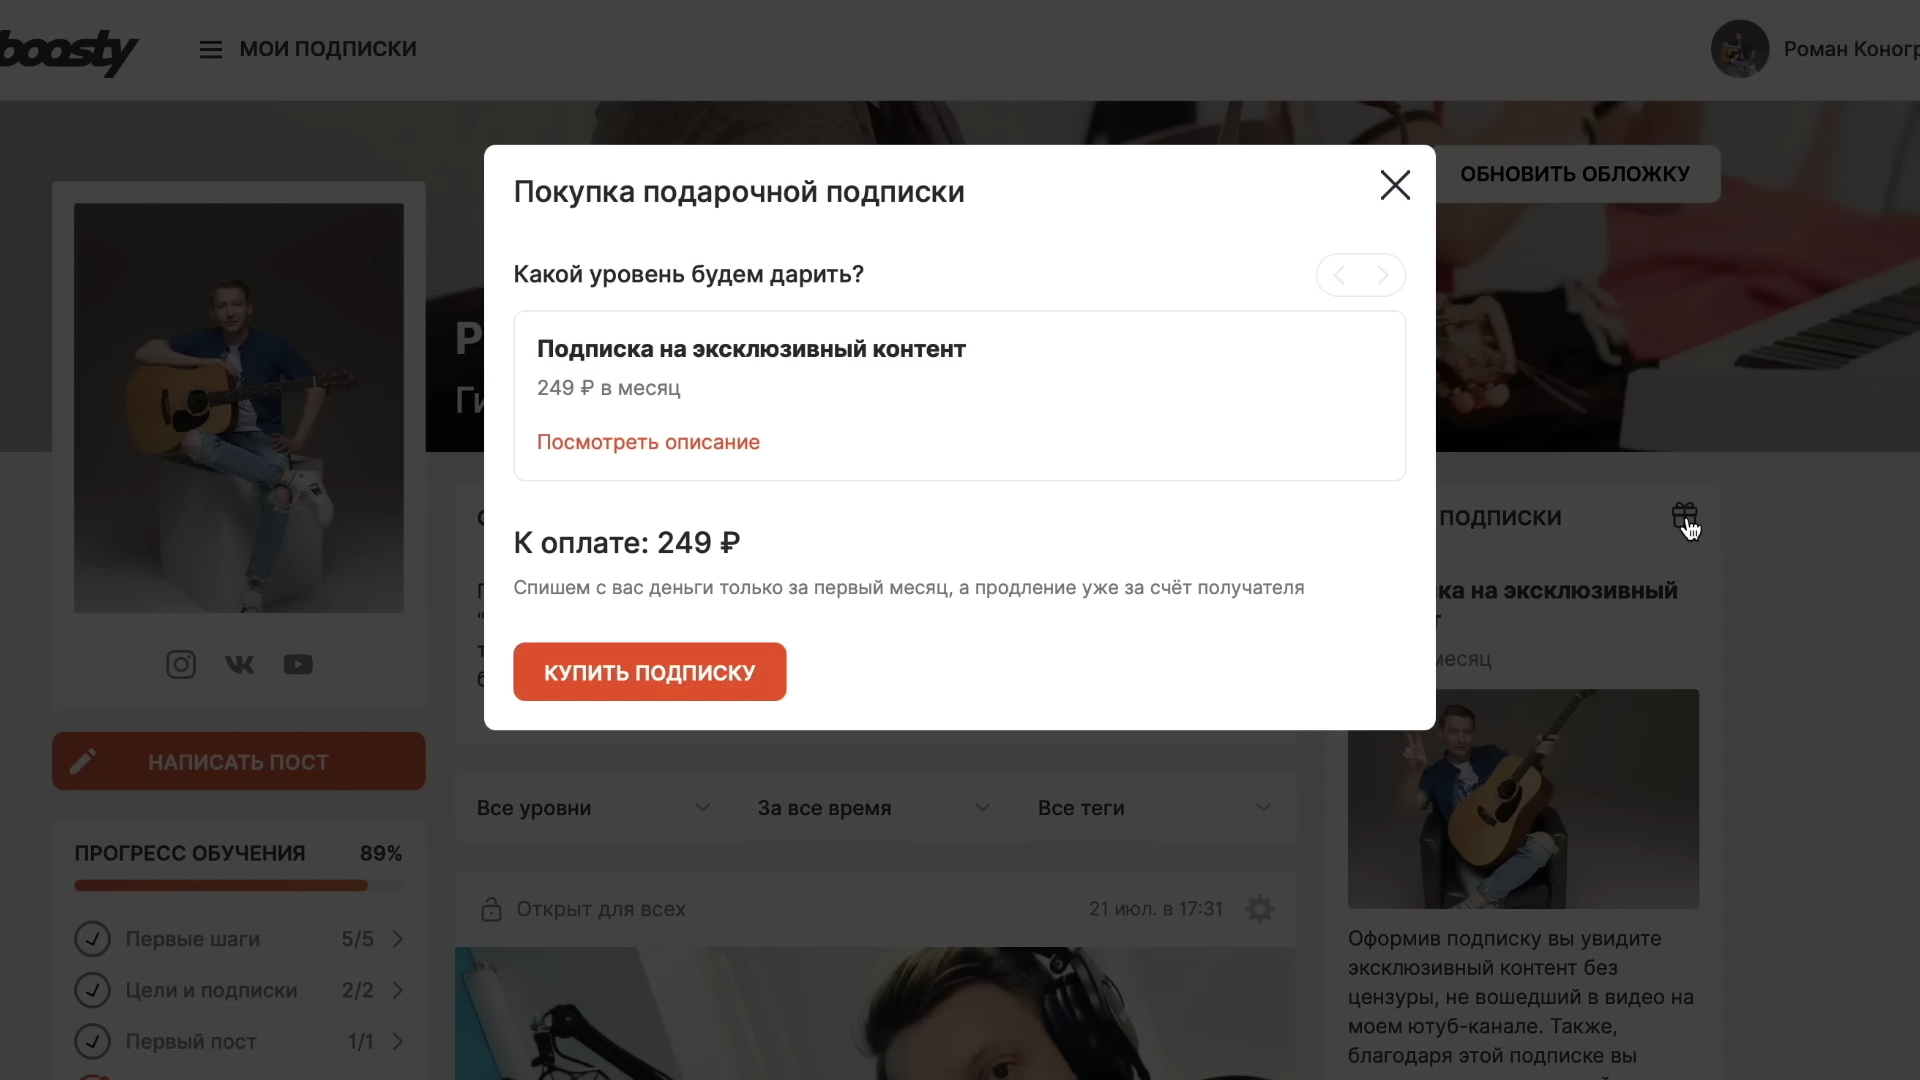 boosty
МОИ ПОДПИСКИ
Роман Коногр
ОБНОВИТЬ ОБЛОЖКУ
Покупка подарочной подписки
Какой уровень будем дарить?
Подписка на эксклюзивный контент
249 ₽ в месяц
Посмотреть описание
К оплате: 249 ₽
Спишем с вас деньги только за первый месяц, а продление уже за счёт получателя
КУПИТЬ ПОДПИСКУ
ПОДПИСКИ
ка на эксклюзивный
месяц
НАПИСАТЬ ПОСТ
Все уровни
За все время
Все теги
ПРОГРЕСС ОБУЧЕНИЯ 89%
Первые шаги 5/5
Цели и подписки 2/2
Первый пост 1/1
Открыт для всех
21 июл. в 17:31
Оформив подписку вы увидите
эксклюзивный контент без
цензуры, не вошедший в видео на
моем ютуб-канале. Также,
благодаря этой подписке вы